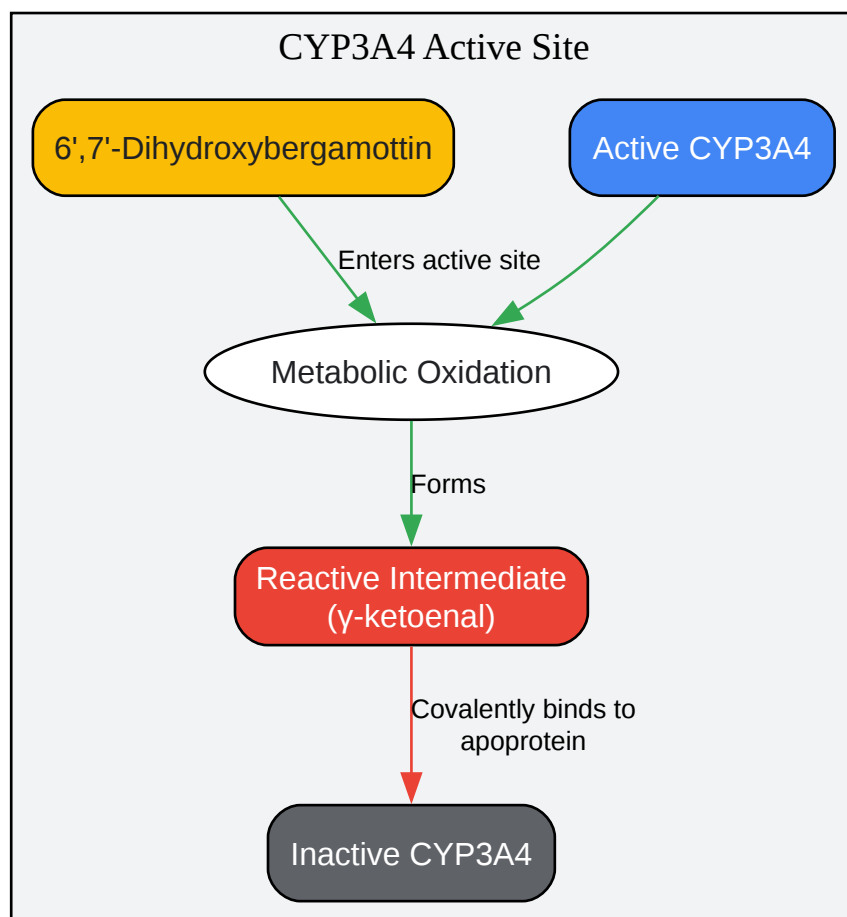 CYP3A4 Active Site
6',7'-Dihydroxybergamottin
Active CYP3A4
Enters active site
Metabolic Oxidation
Forms
Reactive Intermediate
(γ-ketoenal)
Covalently binds to
apoprotein
Inactive CYP3A4